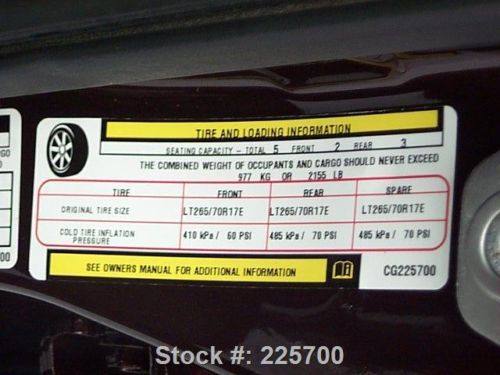 TIRE AND LOADING INFORMATION
SEATING CAPACITY - TOTAL 5 FRONT 2 REAR 3
THE COMBINED WEIGHT OF OCCUPANTS AND CARGO SHOULD NEVER EXCEED
977 KG OR 2155 LB
TIRE FRONT REAR SPARE
ORIGINAL TIRE SIZE LT265/70R17E LT265/70R17E LT265/70R17E
COLD TIRE INFLATION PRESSURE 410 kPa / 60 PSI 485 kPa / 70 PSI 485 kPa / 70 PSI
SEE OWNERS MANUAL FOR ADDITIONAL INFORMATION CG225700
Stock #: 225700